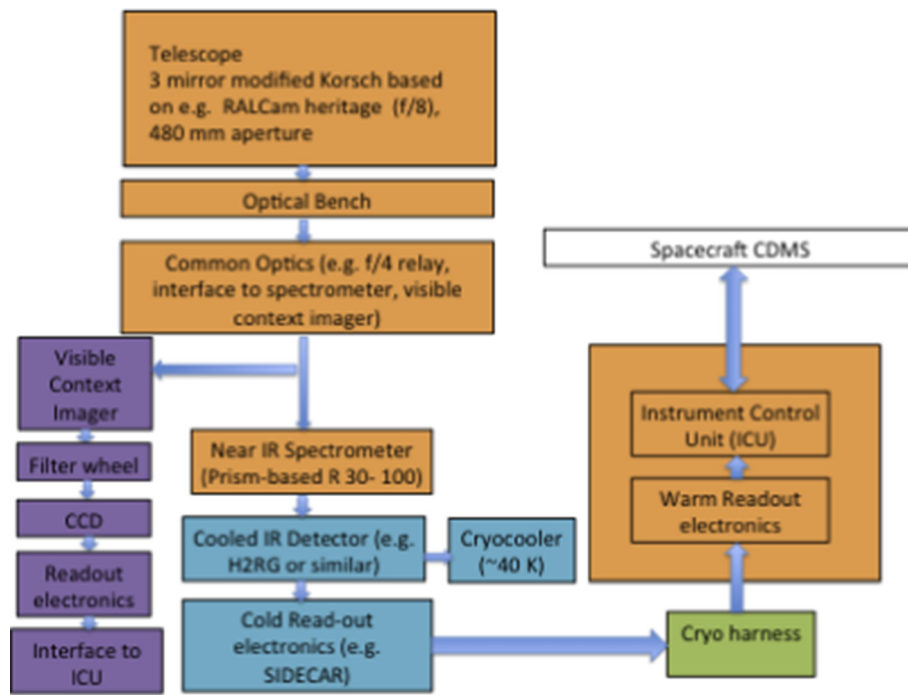 Telescope
3 mirror modified Korsch based
on e.g. RALCam heritage (f/8),
480 mm aperture
Optical Bench
Common Optics (e.g. f/4 relay,
interface to spectrometer, visible
context imager)
Spacecraft CDMS
Visible
Context
Imager
Filter wheel
CCD
Readout
electronics
Interface to
ICU
Near IR Spectrometer
(Prism-based R 30- 100)
Cooled IR Detector (e.g.
H2RG or similar)
Cryocooler
(~40 K)
Cold Read-out
electronics (e.g.
SIDECAR)
Instrument Control
Unit (ICU)
Warm Readout
electronics
Cryo harness